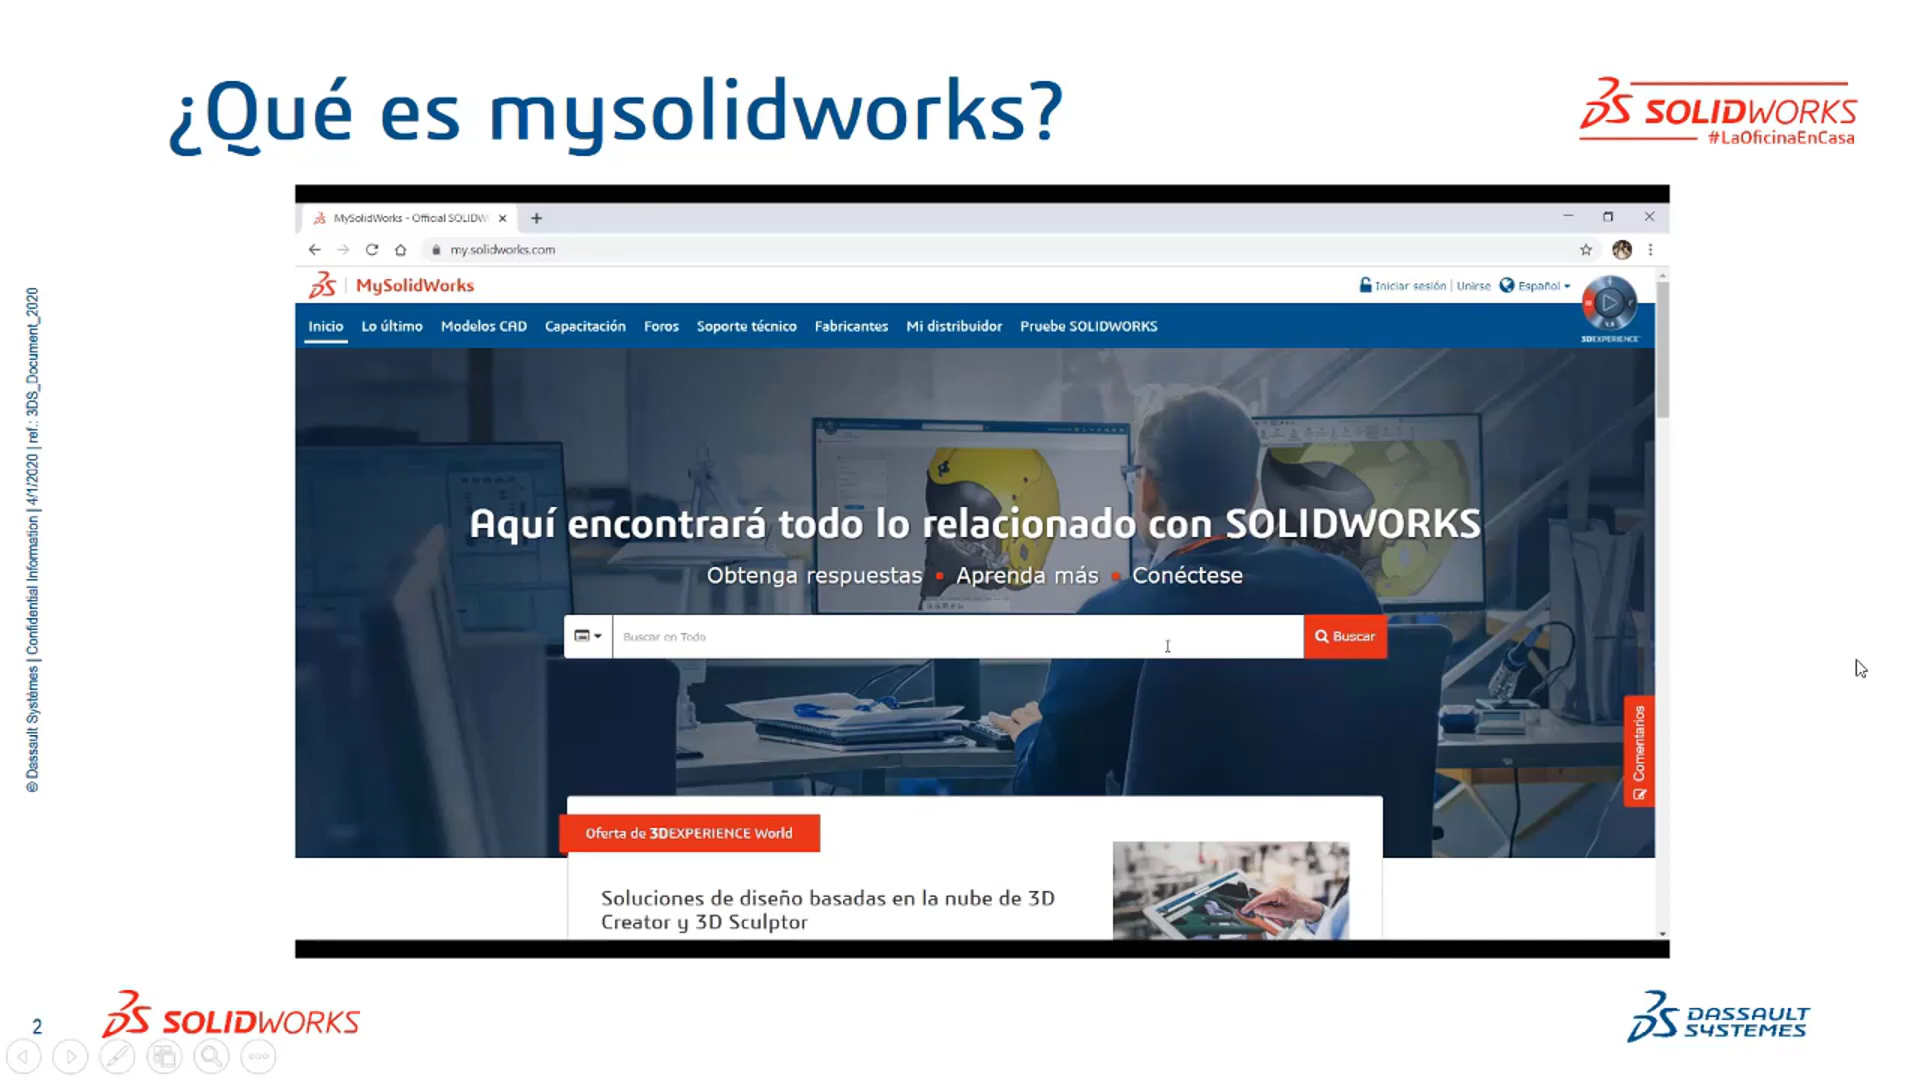 ¿Qué es mysolidworks?
SOLIDWORKS
#LaOficinaEnCasa
MySolidWorks - Official SOLIDW
my.solidworks.com
MySolidWorks
Iniciar sesión | Unirse Español
Inicio Lo último Modelos CAD Capacitación Foros Soporte técnico Fabricantes Mi distribuidor Pruebe SOLIDWORKS
3DEXPERIENCE
Aquí encontrará todo lo relacionado con SOLIDWORKS
Obtenga respuestas • Aprenda más • Conéctese
Buscar en Todo
Buscar
Comentarios
Oferta de 3DEXPERIENCE World
Soluciones de diseño basadas en la nube de 3D
Creator y 3D Sculptor
© Dassault Systèmes | Confidential Information | 4/1/2020 | ref.: 3DS_Document_2020
2
SOLIDWORKS
DASSAULT
SYSTEMES